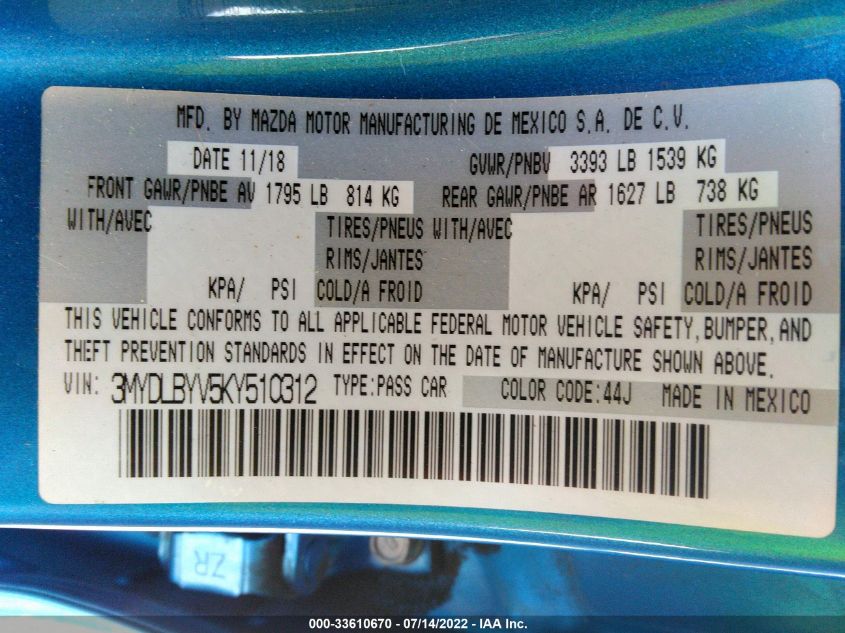 MFD. BY MAZDA MOTOR MANUFACTURING DE MEXICO S.A. DE C.V.
DATE 11/18 GVWR/PNBV 3393 LB 1539 KG
FRONT GAWR/PNBE AV 1795 LB 814 KG REAR GAWR/PNBE AR 1627 LB 738 KG
WITH/AVEC TIRES/PNEUS WITH/AVEC TIRES/PNEUS
RIMS/JANTES RIMS/JANTES
KPA/ PSI COLD/A FROID KPA/ PSI COLD/A FROID
THIS VEHICLE CONFORMS TO ALL APPLICABLE FEDERAL MOTOR VEHICLE SAFETY, BUMPER, AND
THEFT PREVENTION STANDARDS IN EFFECT ON THE DATE OF MANUFACTURE SHOWN ABOVE.
VIN: 3MYDLBYV5KY510312 TYPE:PASS CAR COLOR CODE:44J MADE IN MEXICO
ZR
000-33610670 - 07/14/2022 - IAA Inc.